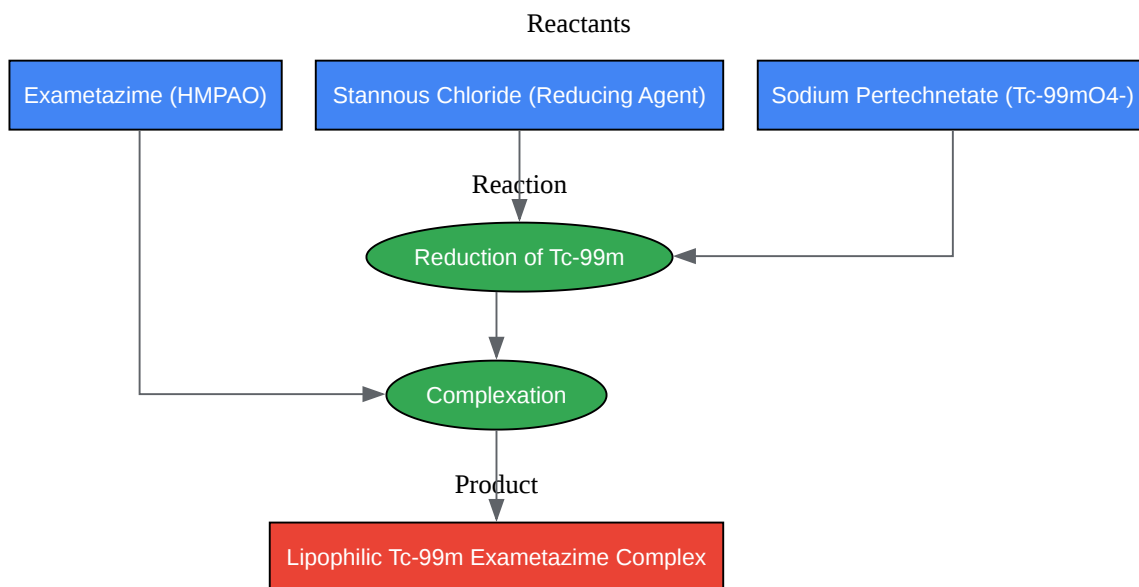 Reactants
Exametazime (HMPAO)
Stannous Chloride (Reducing Agent)
Sodium Pertechnetate (Tc-99mO4-)
Reaction
Reduction of Tc-99m
Complexation
Product
Lipophilic Tc-99m Exametazime Complex